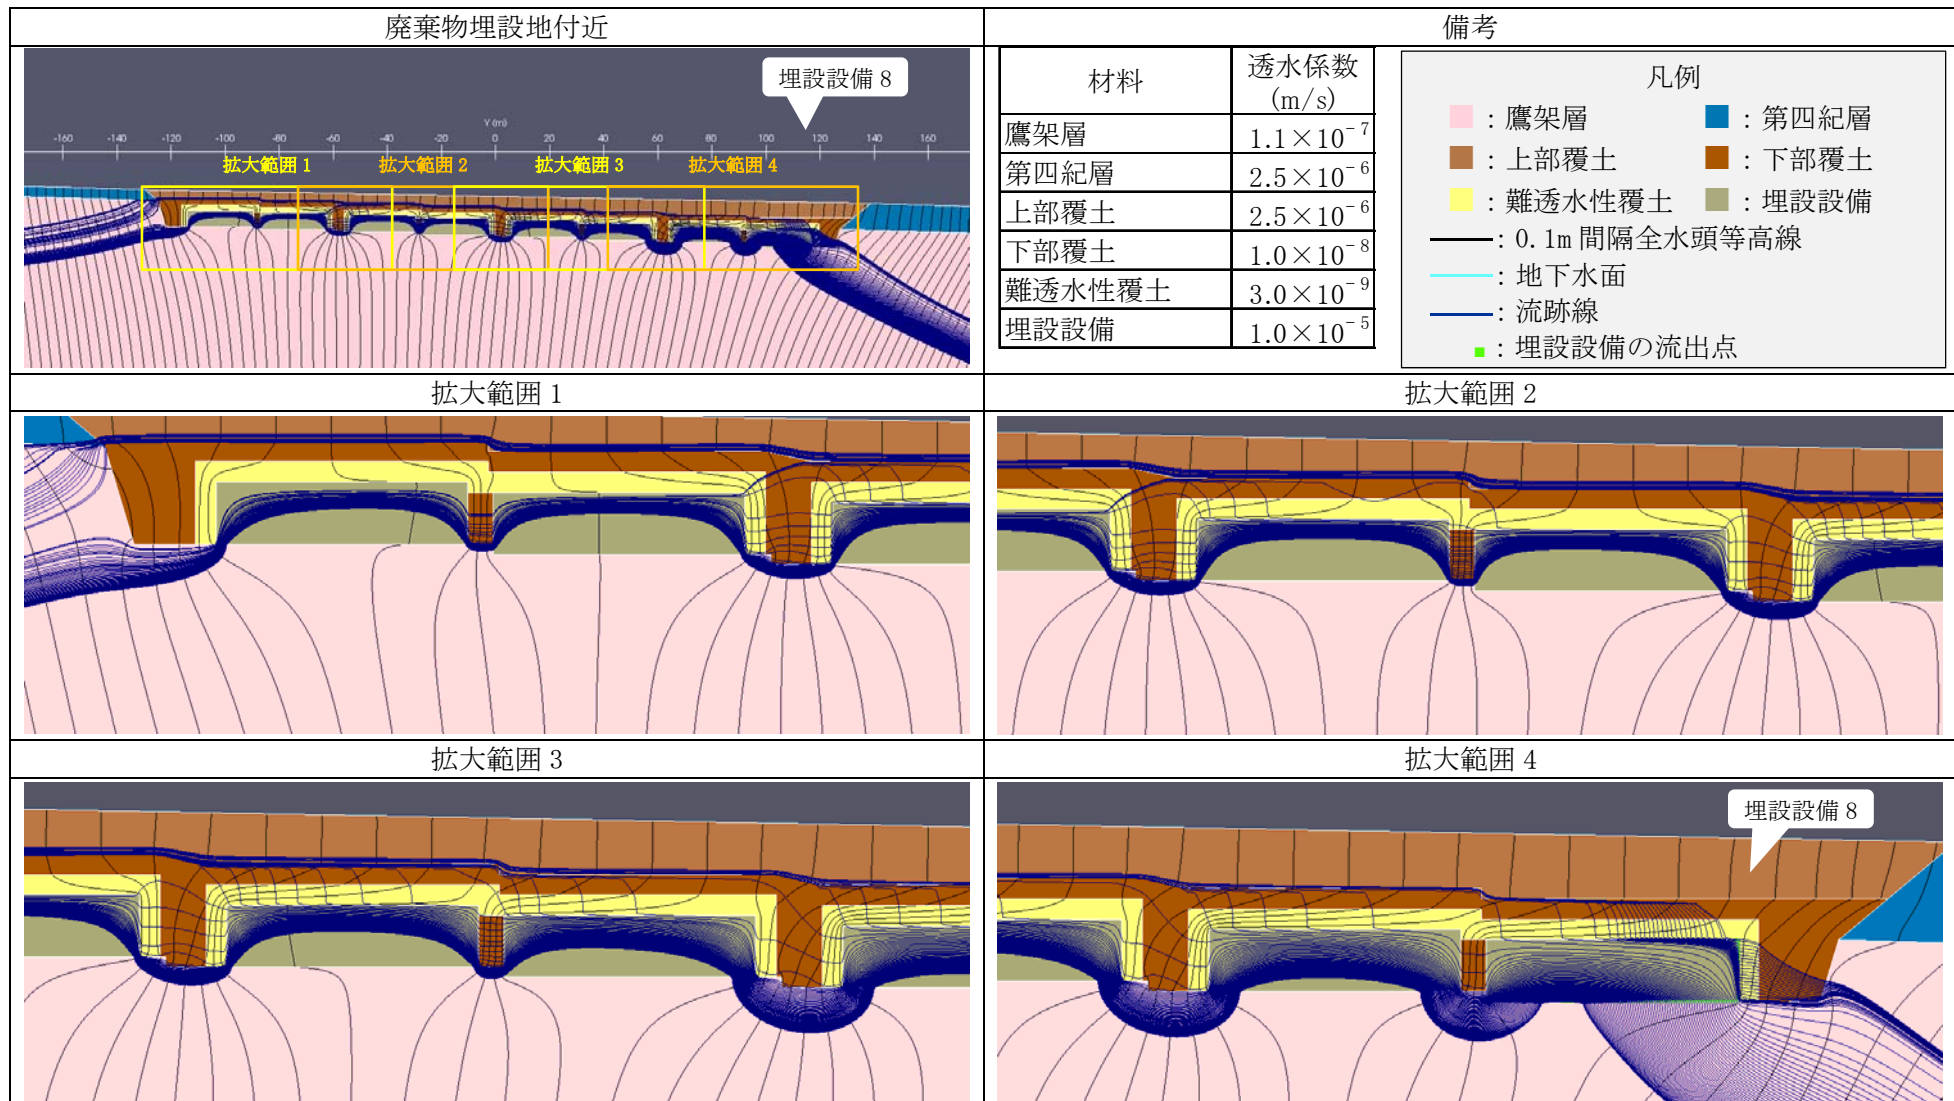 廃棄物埋設地付近
備考
埋設設備 8
Y (m)
-160 -140 -120 -100 -80 -60 -40 -20 0 20 40 60 80 100 120 140 160
拡大範囲 1 拡大範囲 2 拡大範囲 3 拡大範囲 4
材料 透水係数
(m/s)
鷹架層 1.1×10⁻⁷
第四紀層 2.5×10⁻⁶
上部覆土 2.5×10⁻⁶
下部覆土 1.0×10⁻⁸
難透水性覆土 3.0×10⁻⁹
埋設設備 1.0×10⁻⁵
凡例
：鷹架層 ：第四紀層
：上部覆土 ：下部覆土
：難透水性覆土 ：埋設設備
：0.1m 間隔全水頭等高線
：地下水面
：流跡線
：埋設設備の流出点
拡大範囲 1
拡大範囲 2
拡大範囲 3
拡大範囲 4
埋設設備 8